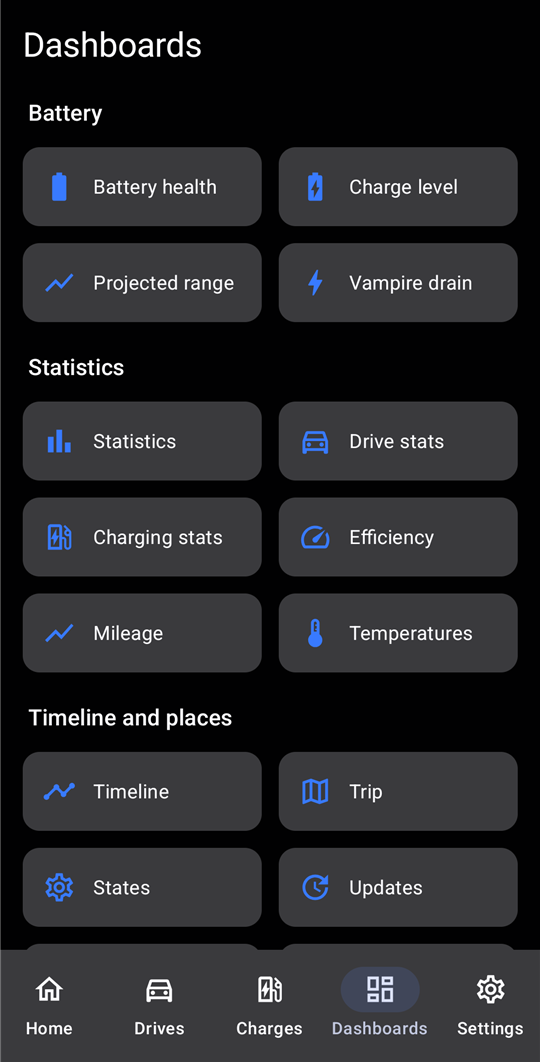 Dashboards
Battery
Battery health
Charge level
Projected range
Vampire drain
Statistics
Statistics
Drive stats
Charging stats
Efficiency
Mileage
Temperatures
Timeline and places
Timeline
Trip
States
Updates
Home
Drives
Charges
Dashboards
Settings